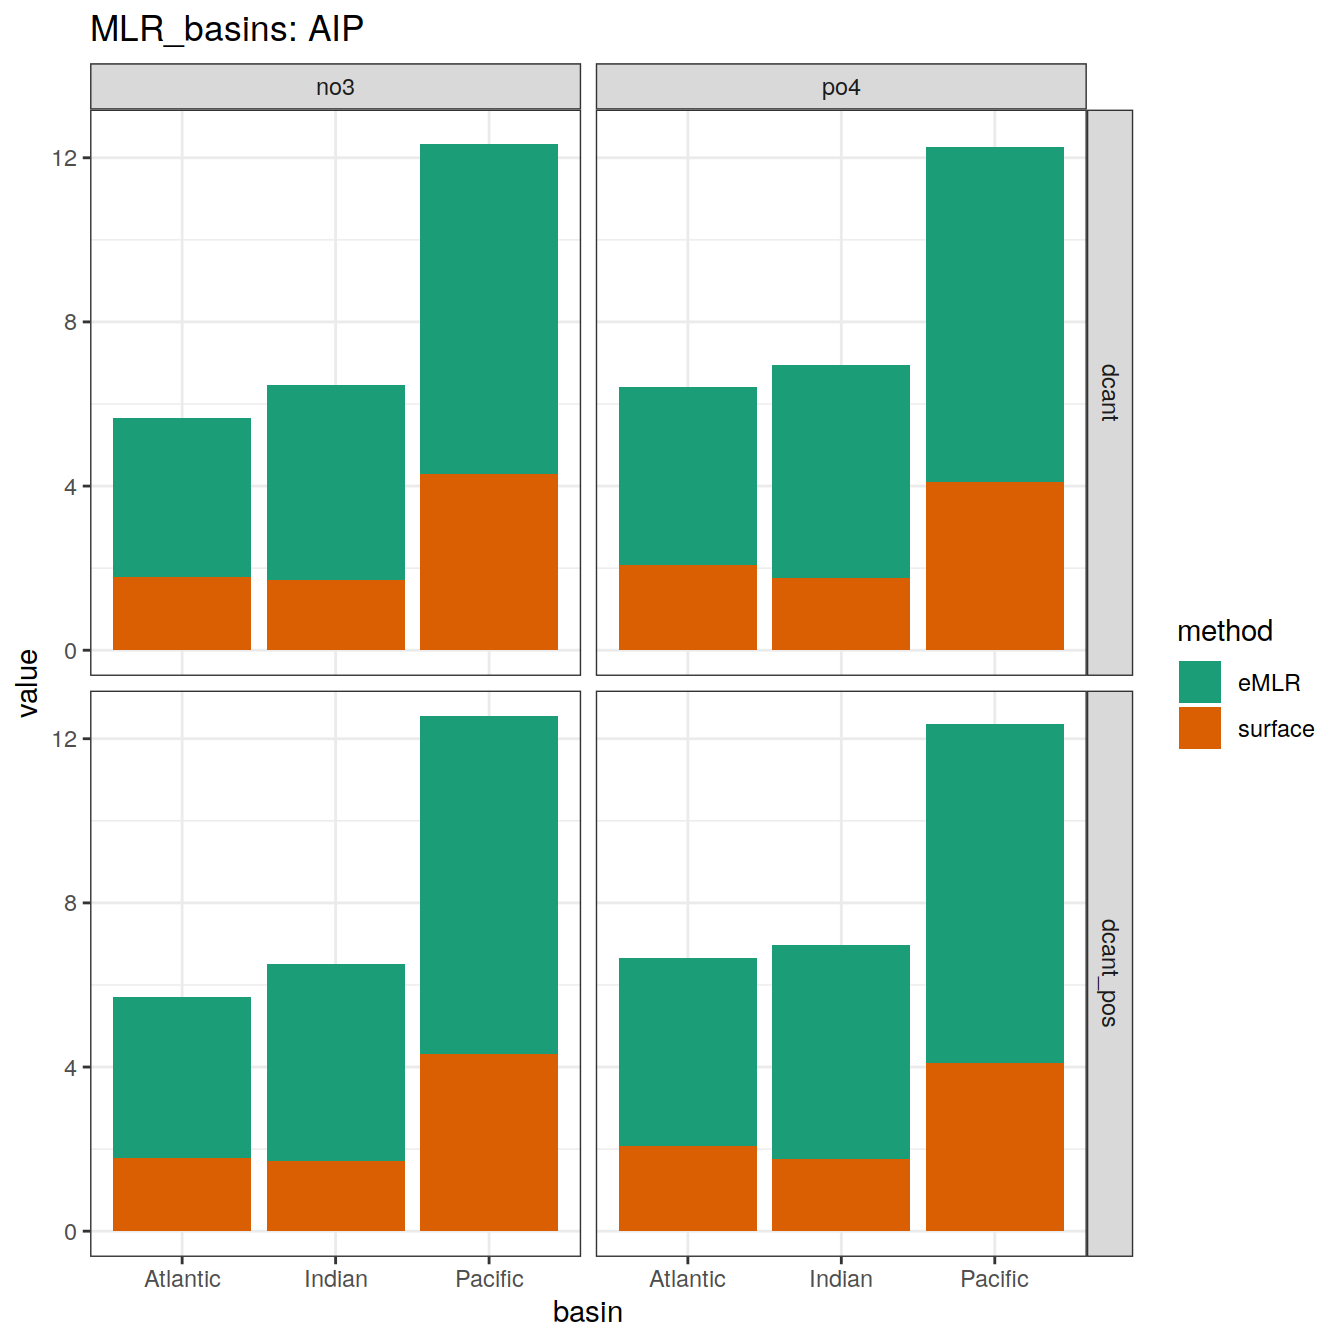 MLR_basins: AIP
no3
po4
12
8
4
0
dcant
12
8
4
0
dcant_pos
value
Atlantic
Indian
Pacific
Atlantic
Indian
Pacific
basin
method
eMLR
surface